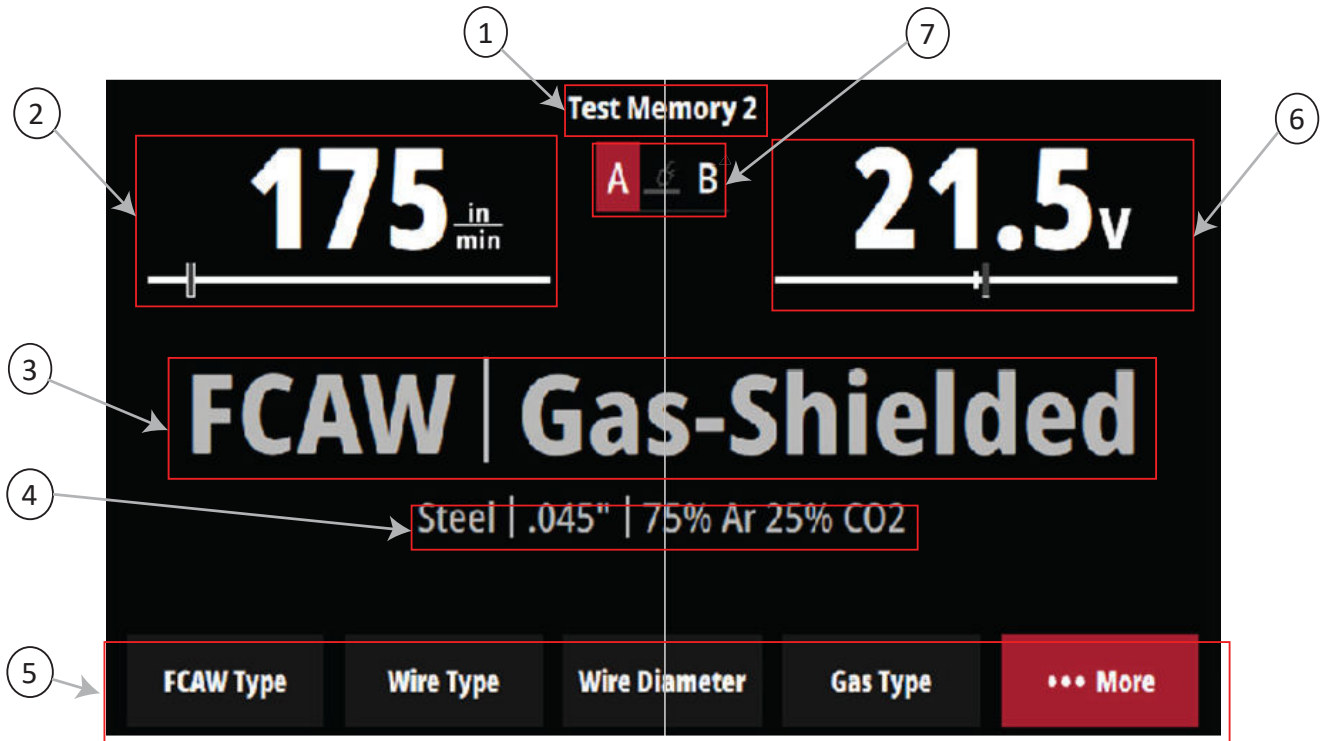 1
7
2
6
Test Memory 2
175 in/min
A B
21.5 V
3
FCAW | Gas-Shielded
4
Steel | .045" | 75% Ar 25% CO2
5
FCAW Type
Wire Type
Wire Diameter
Gas Type
••• More